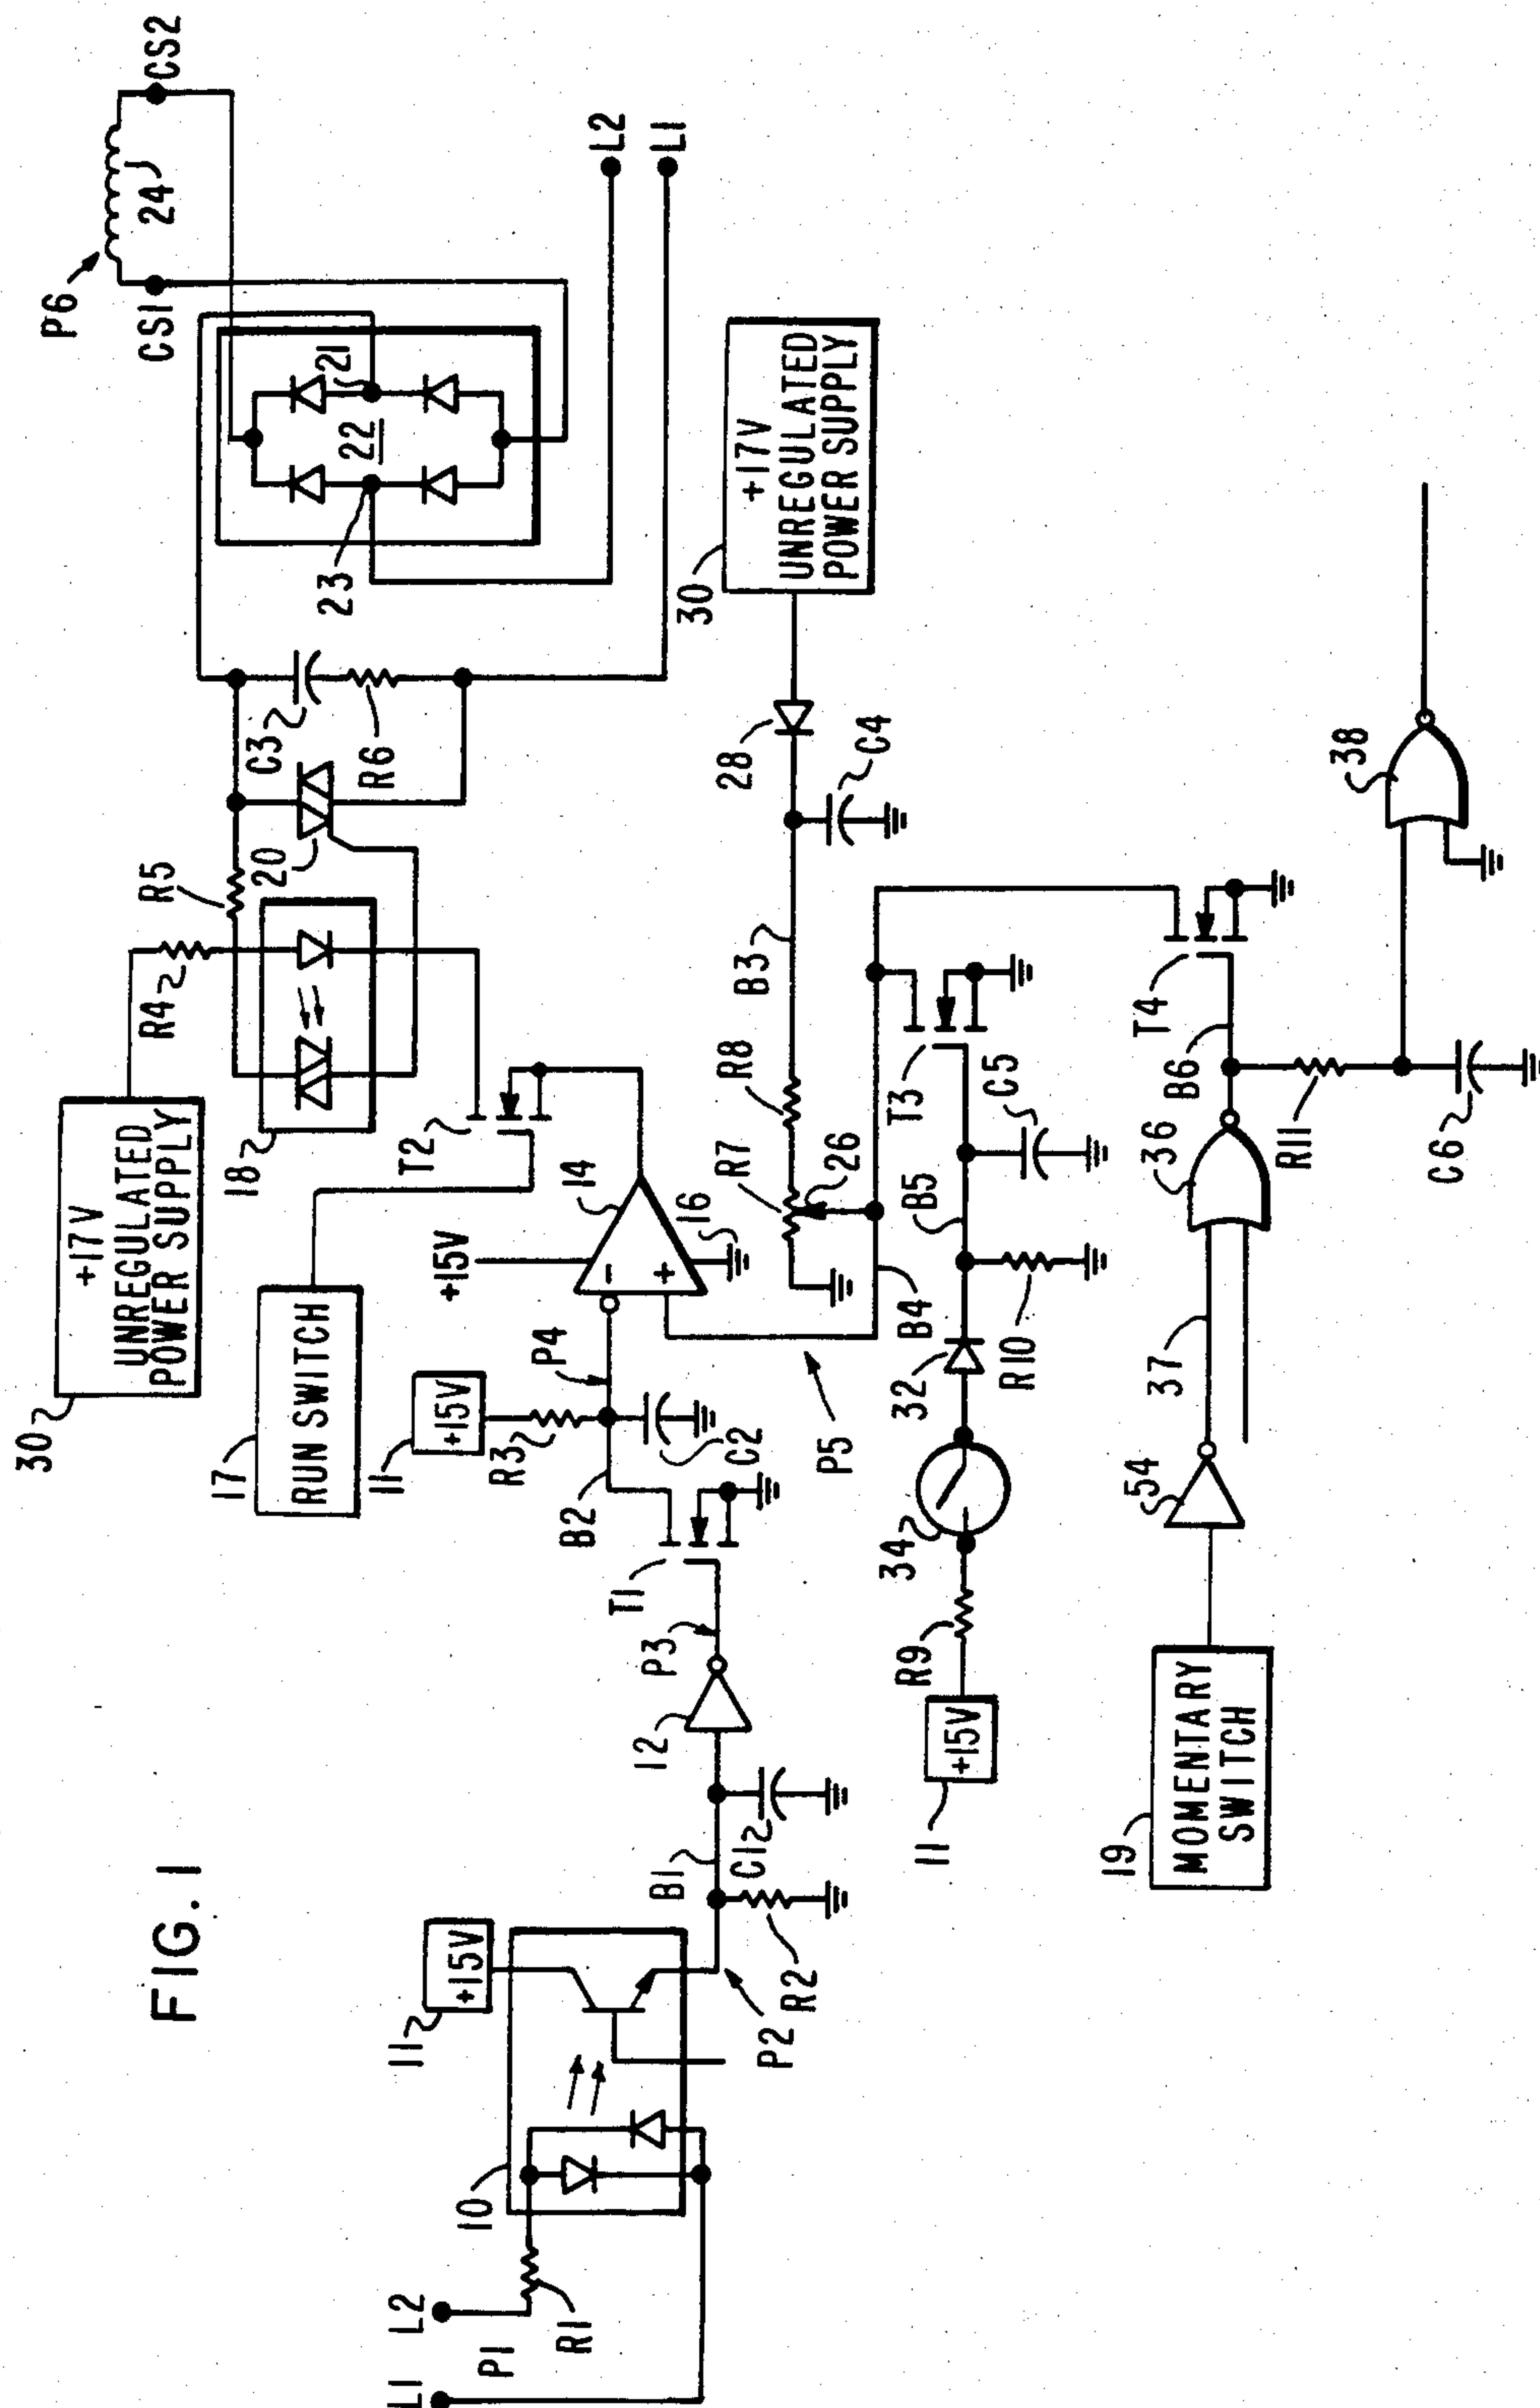 FIG. 1
L1
L2
P1
R1
10
11
+15V
P2
R2
B1
C1
12
P3
T1
B2
11
+15V
R3
C2
P4
14
+15V
16
P5
17
RUN SWITCH
30
+17V
UNREGULATED
POWER SUPPLY
T2
18
R4
R5
20
C3
R6
23
22
21
CS1
P6
24
CS2
L2
L1
30
+17V
UNREGULATED
POWER SUPPLY
28
C4
B3
R8
R7
26
B4
11
+15V
R9
34
32
R10
B5
C5
T3
T4
19
MOMENTARY
SWITCH
54
37
36
B6
R11
C6
38